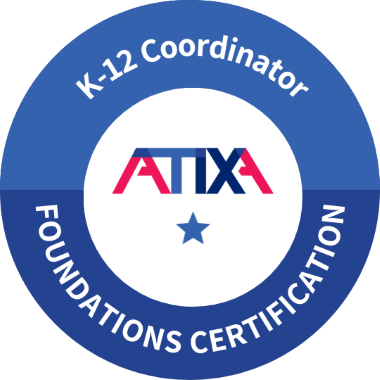 K-12 Coordinator
ATIXA
FOUNDATIONS CERTIFICATION